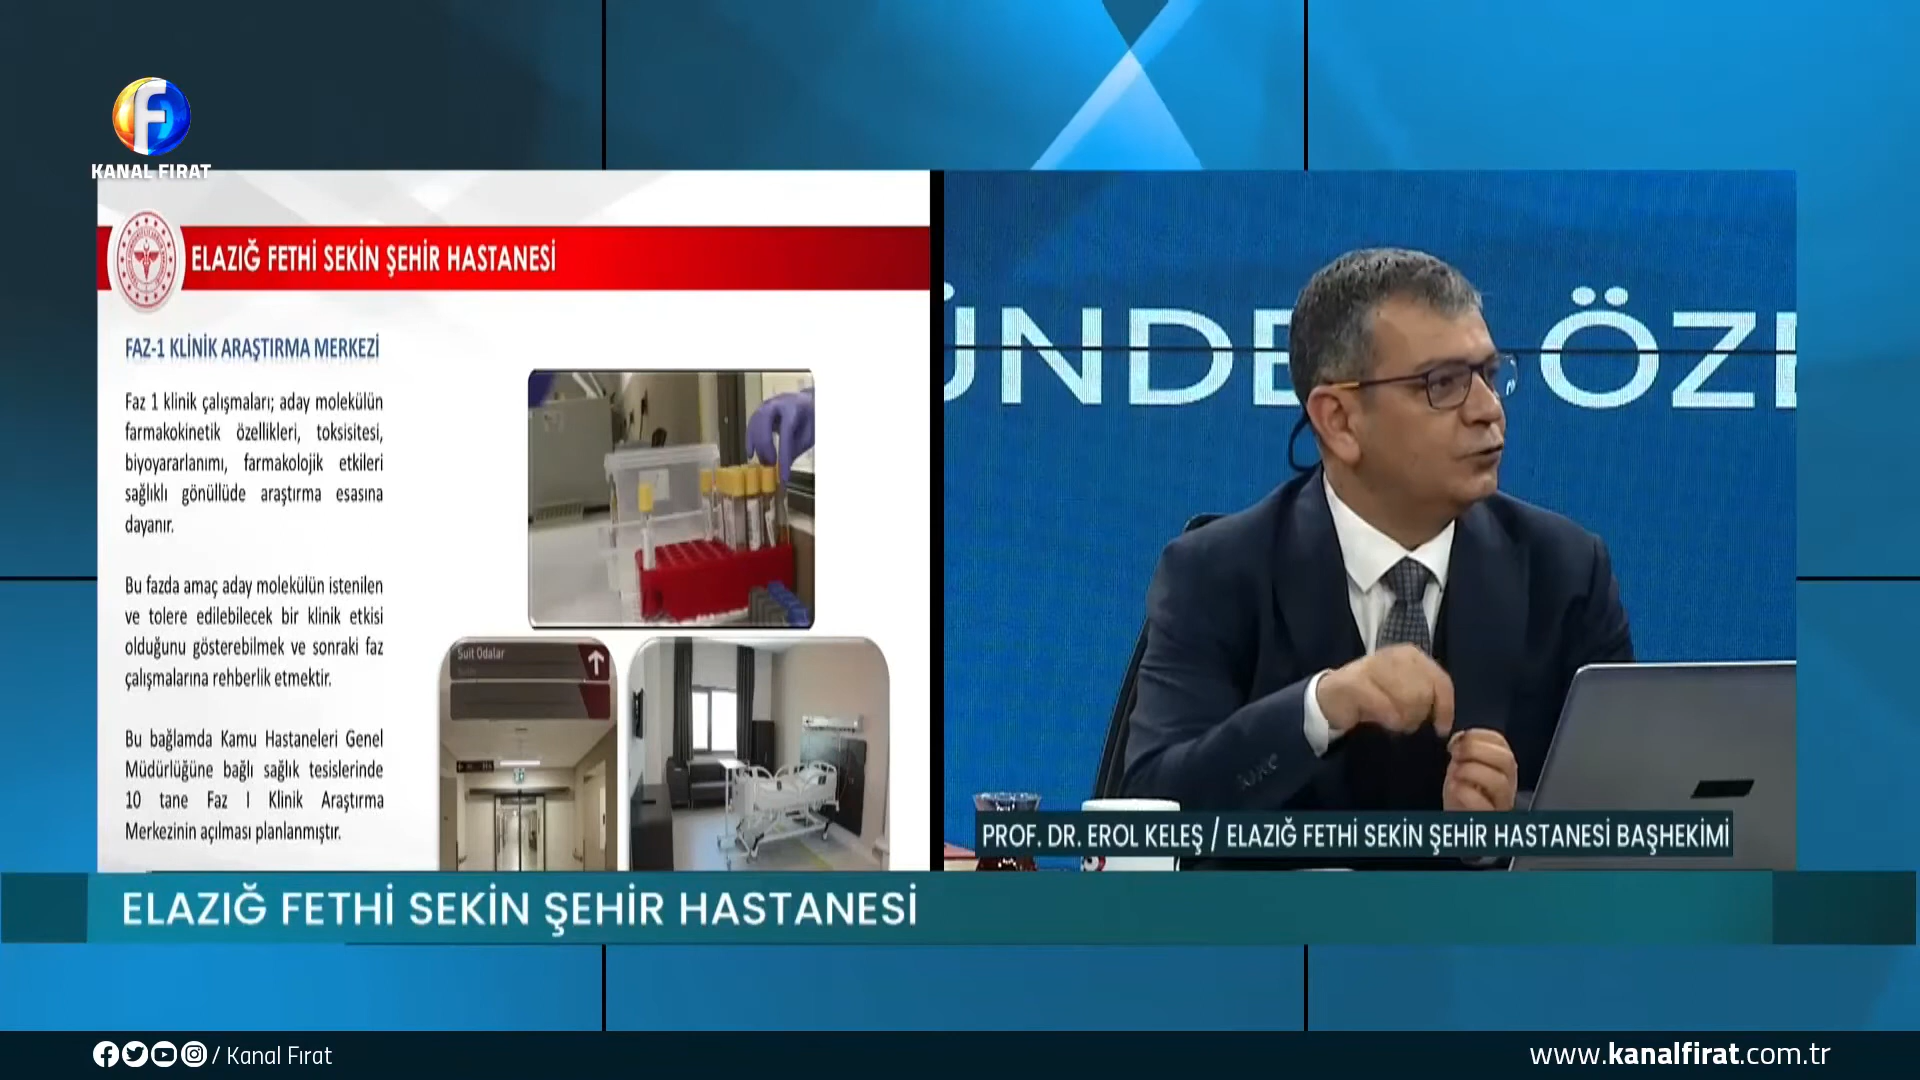 KANAL FIRAT
ELAZIĞ FETHİ SEKİN ŞEHİR HASTANESİ
FAZ-1 KLİNİK ARAŞTIRMA MERKEZİ
Faz 1 klinik çalışmaları; aday molekülün
farmakokinetik özellikleri, toksisitesi,
biyoyararlanımı, farmakolojik etkileri
sağlıklı gönüllüde araştırma esasına
dayanır.
Bu fazda amaç aday molekülün istenilen
ve tolere edilebilecek bir klinik etkisi
olduğunu gösterebilmek ve sonraki faz
çalışmalarına rehberlik etmektir.
Bu bağlamda Kamu Hastaneleri Genel
Müdürlüğüne bağlı sağlık tesislerinde
10 tane Faz I Klinik Araştırma
Merkezinin açılması planlanmıştır.
Suit Odalar
ÜNDE ÖZE
PROF. DR. EROL KELEŞ / ELAZIĞ FETHİ SEKİN ŞEHİR HASTANESİ BAŞHEKİMİ
ELAZIĞ FETHİ SEKİN ŞEHİR HASTANESİ
/ Kanal Fırat
www.kanalfirat.com.tr